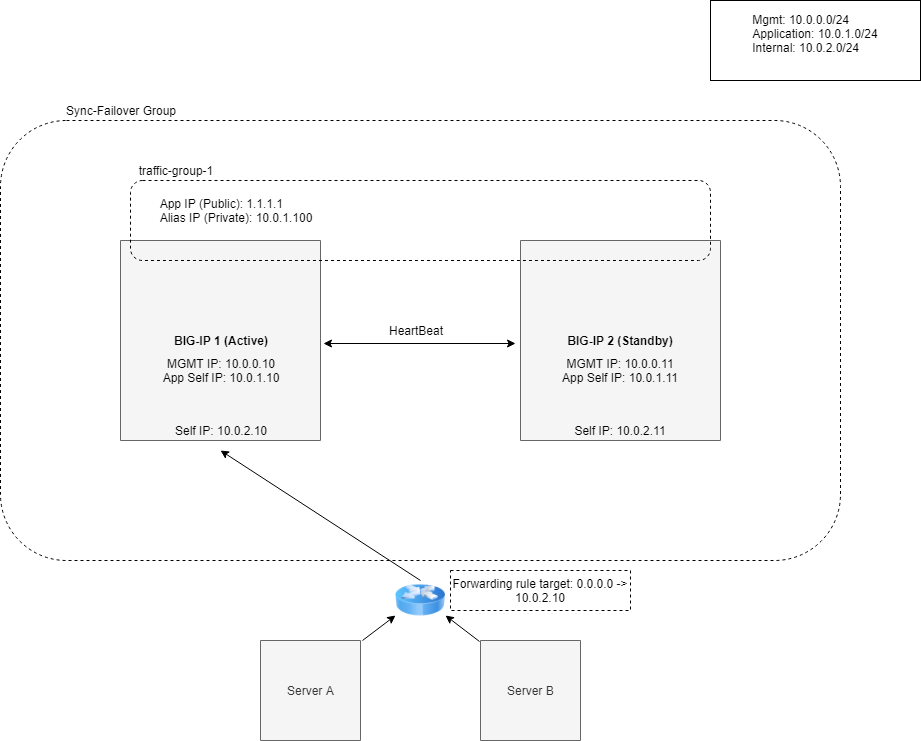 Mgmt: 10.0.0.0/24
Application: 10.0.1.0/24
Internal: 10.0.2.0/24
Sync-Failover Group
traffic-group-1
App IP (Public): 1.1.1.1
Alias IP (Private): 10.0.1.100
HeartBeat
BIG-IP 1 (Active)
MGMT IP: 10.0.0.10
App Self IP: 10.0.1.10
Self IP: 10.0.2.10
BIG-IP 2 (Standby)
MGMT IP: 10.0.0.11
App Self IP: 10.0.1.11
Self IP: 10.0.2.11
Forwarding rule target: 0.0.0.0 ->
10.0.2.10
Server A
Server B